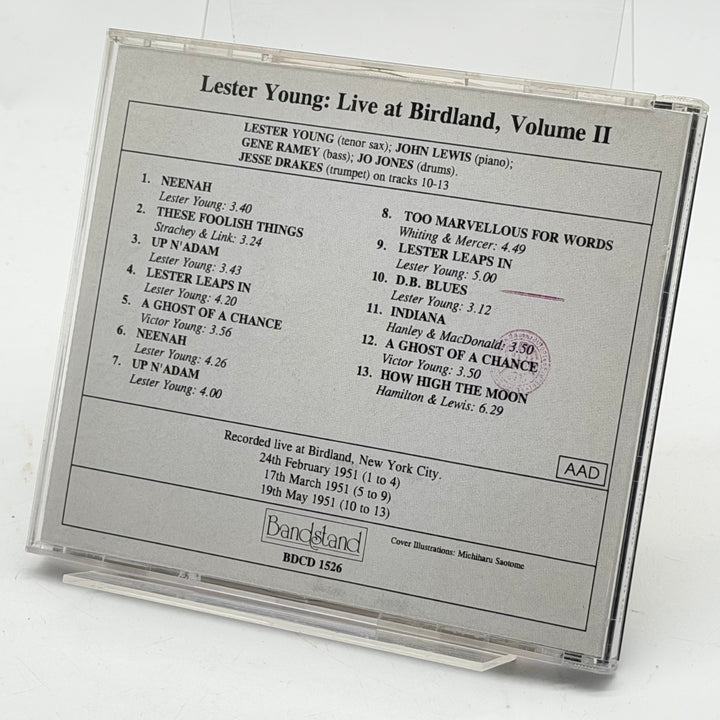 Lester Young: Live at Birdland, Volume II
LESTER YOUNG (tenor sax); JOHN LEWIS (piano);
GENE RAMEY (bass); JO JONES (drums).
JESSE DRAKES (trumpet) on tracks 10-13
1. NEENAH
Lester Young: 3.40
2. THESE FOOLISH THINGS
Strachey & Link: 3.24
3. UP N'ADAM
Lester Young: 3.43
4. LESTER LEAPS IN
Lester Young: 4.20
5. A GHOST OF A CHANCE
Victor Young: 3.56
6. NEENAH
Lester Young: 4.26
7. UP N'ADAM
Lester Young: 4.00
8. TOO MARVELLOUS FOR WORDS
Whiting & Mercer: 4.49
9. LESTER LEAPS IN
Lester Young: 5.00
10. D.B. BLUES
Lester Young: 3.12
11. INDIANA
Hanley & MacDonald: 3.50
12. A GHOST OF A CHANCE
Victor Young: 3.50
13. HOW HIGH THE MOON
Hamilton & Lewis: 6.29
Recorded live at Birdland, New York City.
24th February 1951 (1 to 4)
17th March 1951 (5 to 9)
19th May 1951 (10 to 13)
AAD
Bandstand
BDCD 1526
Cover Illustrations: Michiharu Saotome